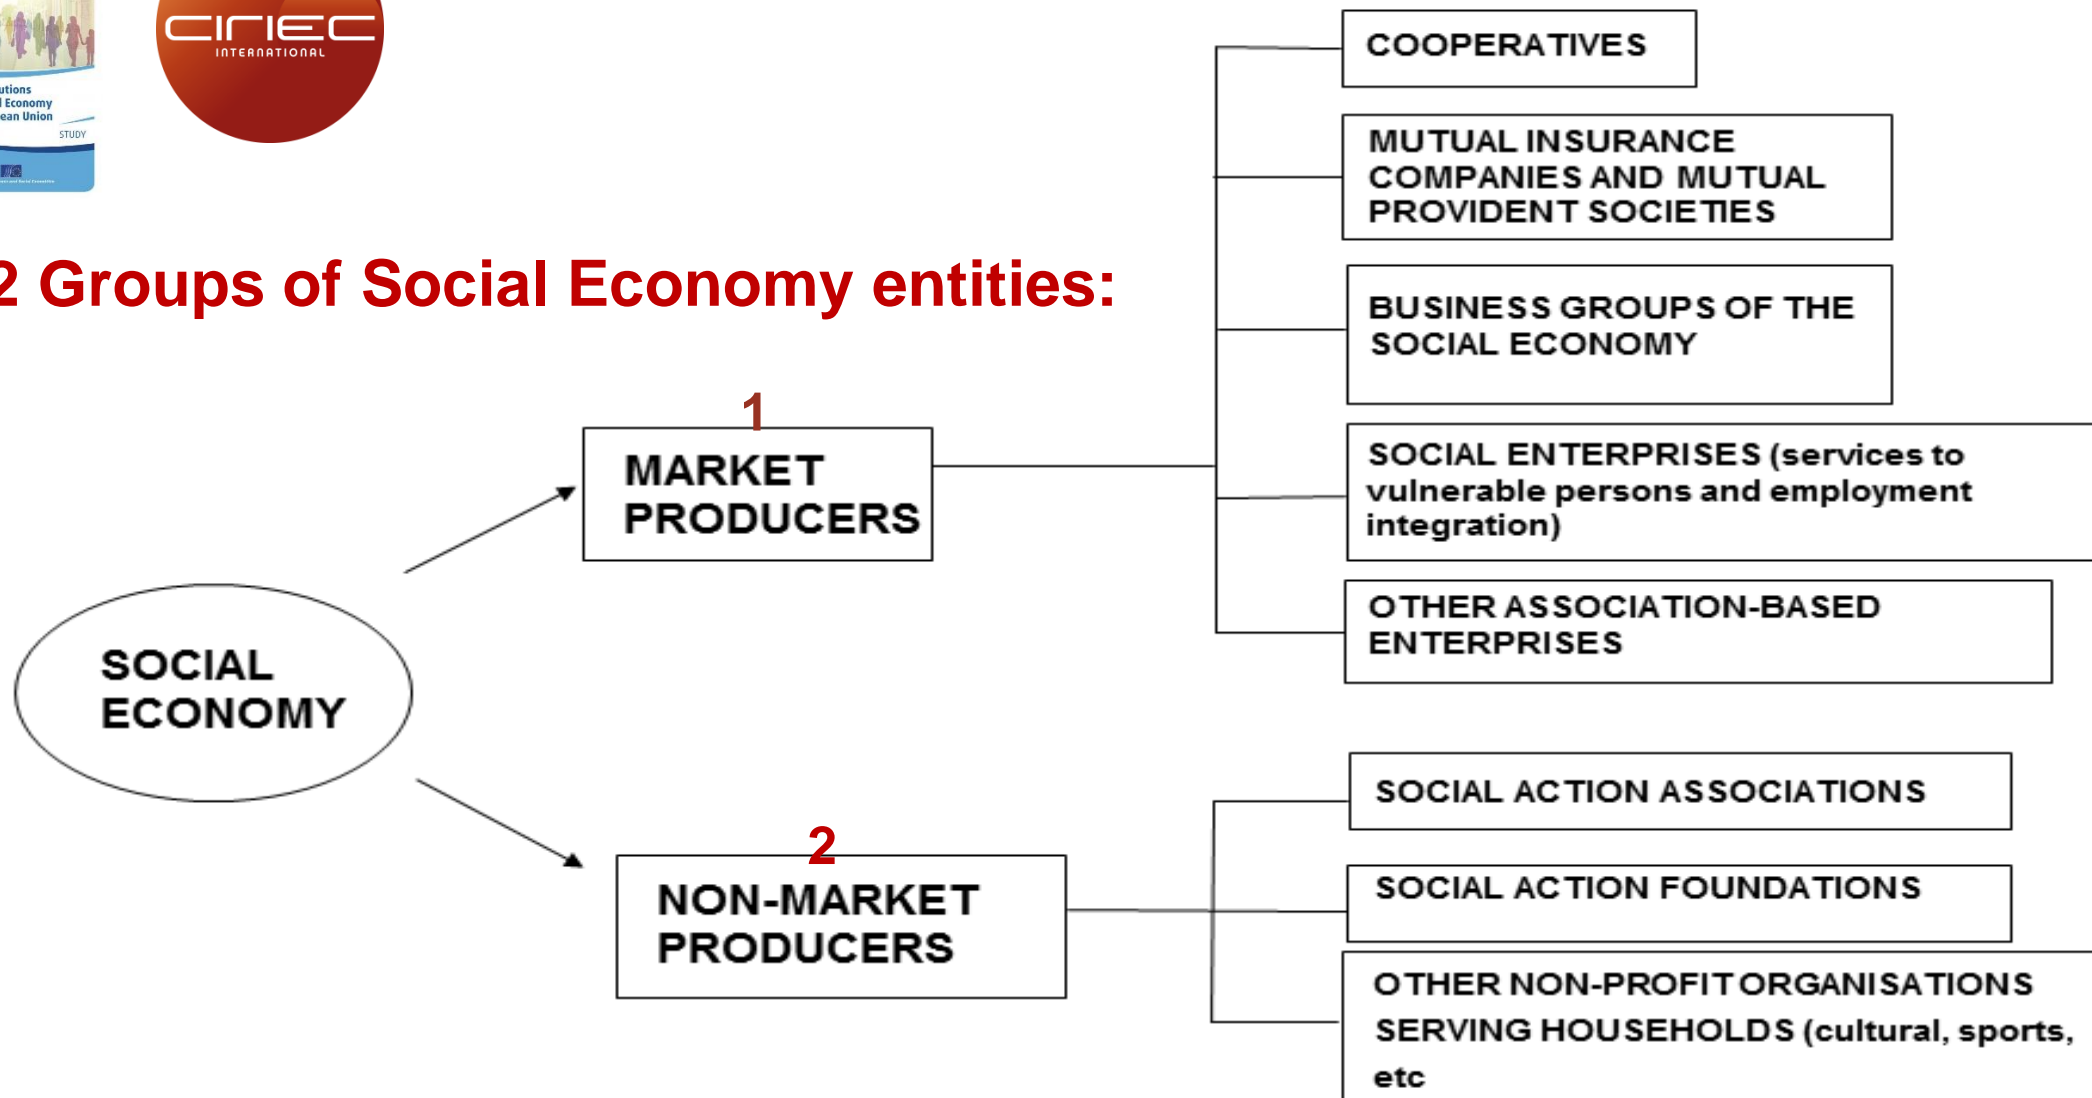 CIRIEC
INTERNATIONAL
Economy
ean Union
STUDY
2 Groups of Social Economy entities:
SOCIAL
ECONOMY
1
MARKET
PRODUCERS
COOPERATIVES
MUTUAL INSURANCE
COMPANIES AND MUTUAL
PROVIDENT SOCIETIES
BUSINESS GROUPS OF THE
SOCIAL ECONOMY
SOCIAL ENTERPRISES (services to
vulnerable persons and employment
integration)
OTHER ASSOCIATION-BASED
ENTERPRISES
2
NON-MARKET
PRODUCERS
SOCIAL ACTION ASSOCIATIONS
SOCIAL ACTION FOUNDATIONS
OTHER NON-PROFIT ORGANISATIONS
SERVING HOUSEHOLDS (cultural, sports,
etc